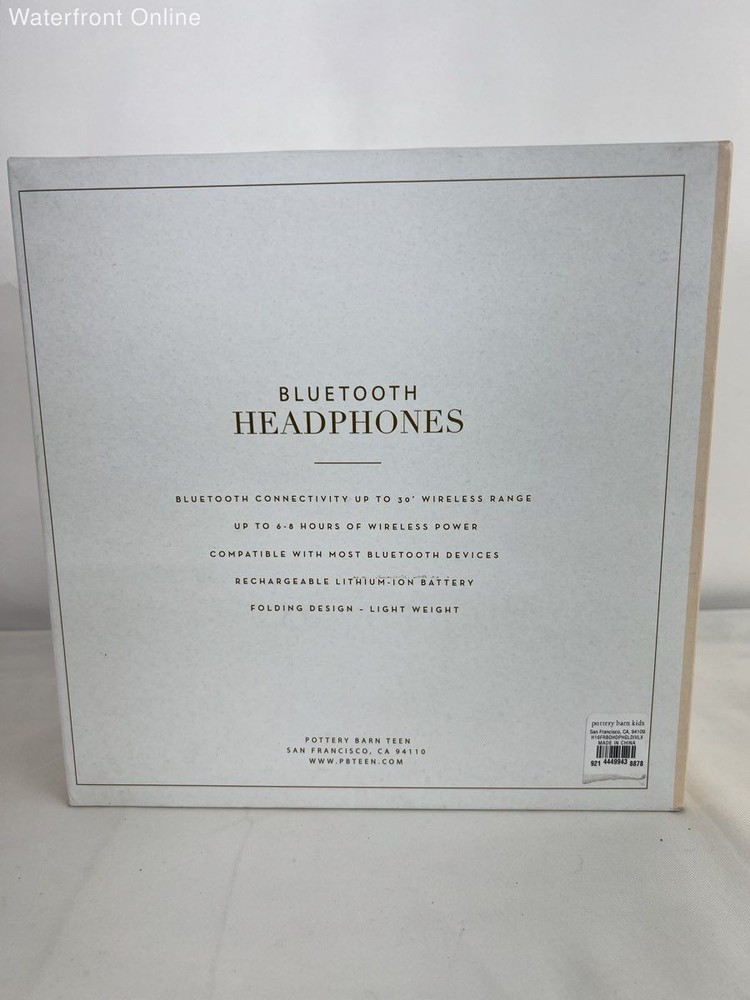 Waterfront Online
BLUETOOTH
HEADPHONES
BLUETOOTH CONNECTIVITY UP TO 30' WIRELESS RANGE
UP TO 6-8 HOURS OF WIRELESS POWER
COMPATIBLE WITH MOST BLUETOOTH DEVICES
RECHARGEABLE LITHIUM-ION BATTERY
FOLDING DESIGN - LIGHT WEIGHT
POTTERY BARN TEEN
SAN FRANCISCO, CA 94110
WWW.PBTEEN.COM
pottery barn kids
San Francisco, CA. 94109
MADE IN CHINA
921 4449943 8878